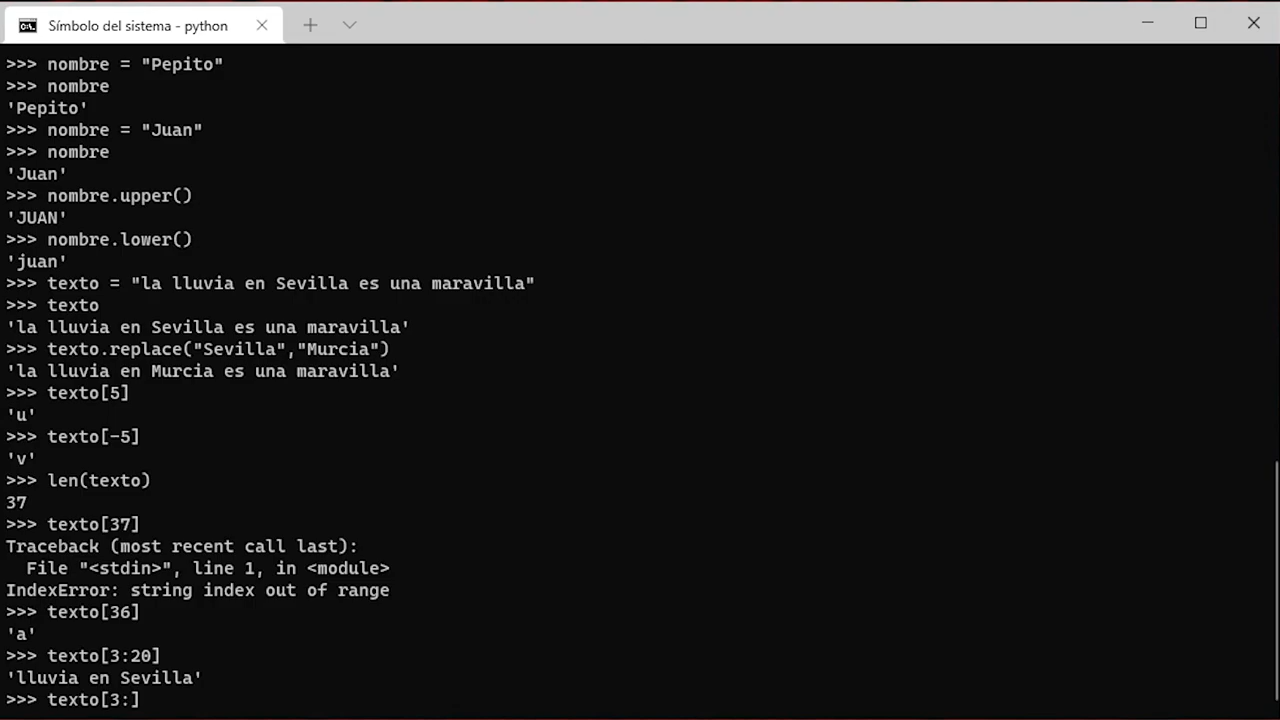 Símbolo del sistema - python
>>> nombre = "Pepito"
>>> nombre
'Pepito'
>>> nombre = "Juan"
>>> nombre
'Juan'
>>> nombre.upper()
'JUAN'
>>> nombre.lower()
'juan'
>>> texto = "la lluvia en Sevilla es una maravilla"
>>> texto
'la lluvia en Sevilla es una maravilla'
>>> texto.replace("Sevilla","Murcia")
'la lluvia en Murcia es una maravilla'
>>> texto[5]
'u'
>>> texto[-5]
'v'
>>> len(texto)
37
>>> texto[37]
Traceback (most recent call last):
  File "<stdin>", line 1, in <module>
IndexError: string index out of range
>>> texto[36]
'a'
>>> texto[3:20]
'lluvia en Sevilla'
>>> texto[3:]